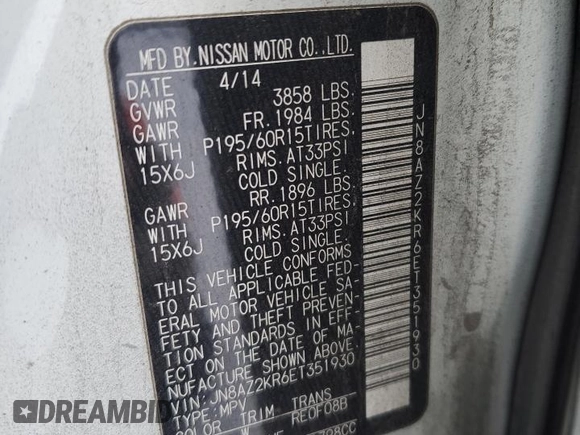 MFD BY.NISSAN MOTOR CO.,LTD.
DATE 4/14
GVWR 3858 LBS.
GAWR FR. 1984 LBS.
WITH P195/60R15TIRES,
15X6J RIMS. AT33PSI
COLD SINGLE.
GAWR RR. 1896 LBS.
WITH P195/60R15TIRES,
15X6J RIMS. AT33PSI
COLD SINGLE.
THIS VEHICLE CONFORMS
TO ALL APPLICABLE FED-
ERAL MOTOR VEHICLE SA-
FETY AND THEFT PREVEN-
TION STANDARDS IN EFF-
ECT ON THE DATE OF MA-
NUFACTURE SHOWN ABOVE.
VIN: JN8AZ2KR6ET351930
TYPE: MPV
COLOR TRIM TRANS
RE0F08B
JN8AZ2KR6ET351930
DREAMBID